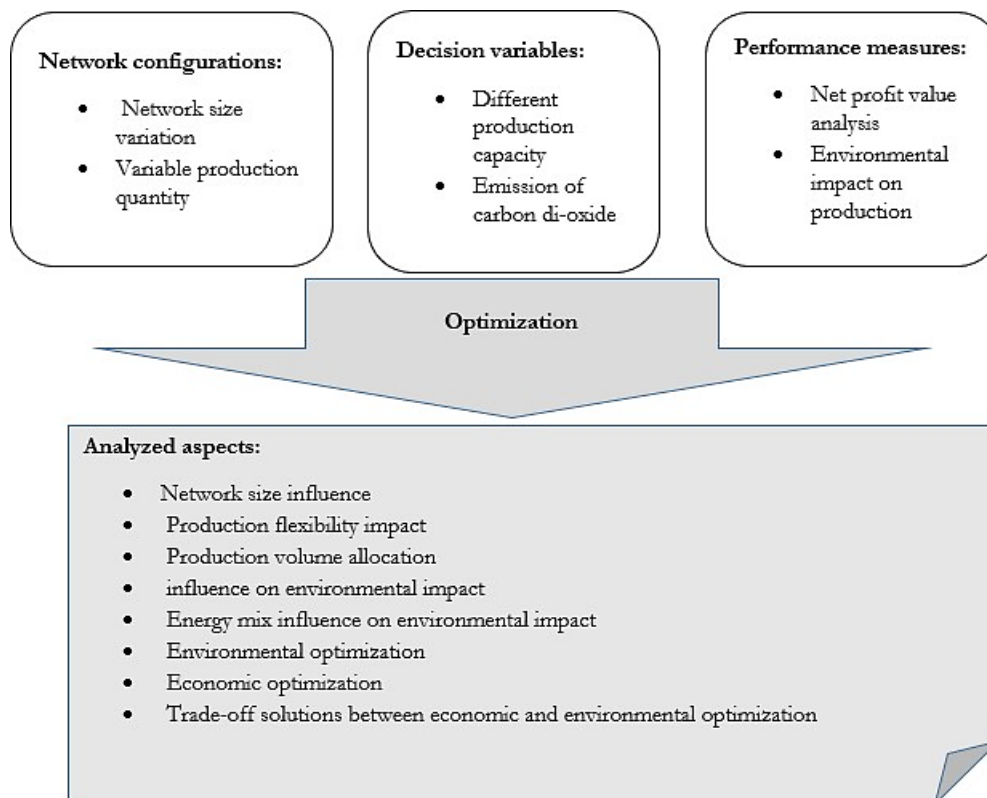 Network configurations:
• Network size
variation
• Variable production
quantity
Decision variables:
• Different
production
capacity
• Emission of
carbon di-oxide
Performance measures:
• Net profit value
analysis
• Environmental
impact on
production
Optimization
Analyzed aspects:
• Network size influence
• Production flexibility impact
• Production volume allocation
• influence on environmental impact
• Energy mix influence on environmental impact
• Environmental optimization
• Economic optimization
• Trade-off solutions between economic and environmental optimization